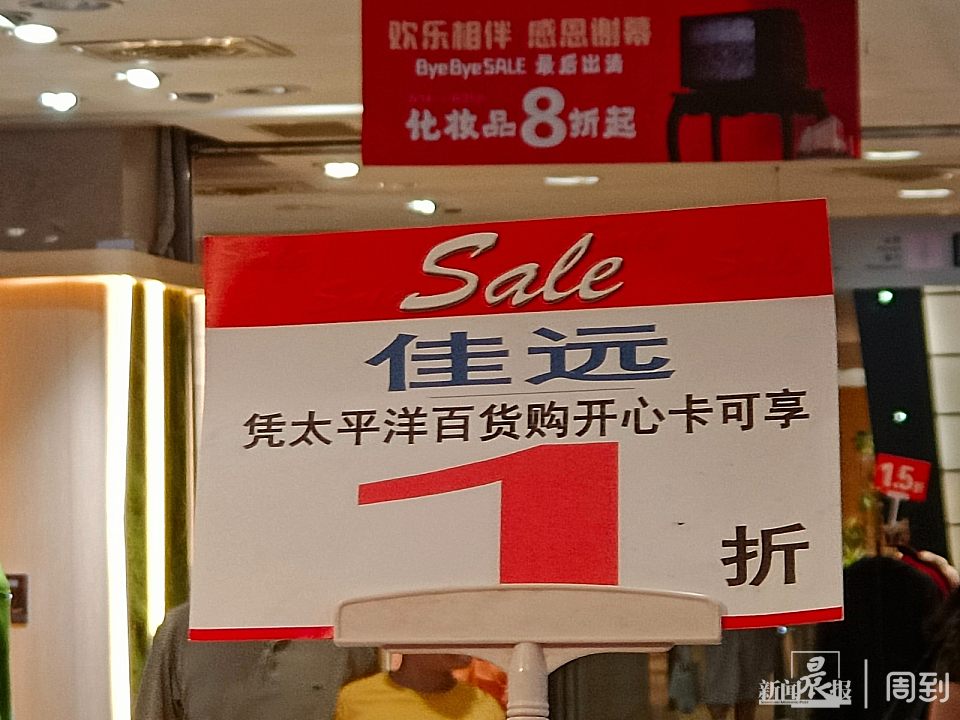 欢乐相伴 感恩谢幕
ByeByeSALE 最后出清
化妆品8折起
Sale
佳远
凭太平洋百货购开心卡可享
1折
1.5折
新闻晨报
周到